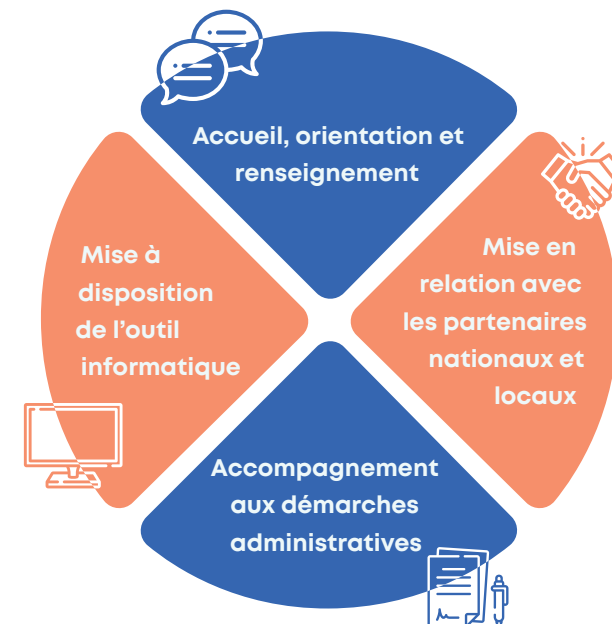 Accueil, orientation et
renseignement
Mise à
disposition
de l’outil
informatique
Mise en
relation avec
les partenaires
nationaux et
locaux
Accompagnement
aux démarches
administratives